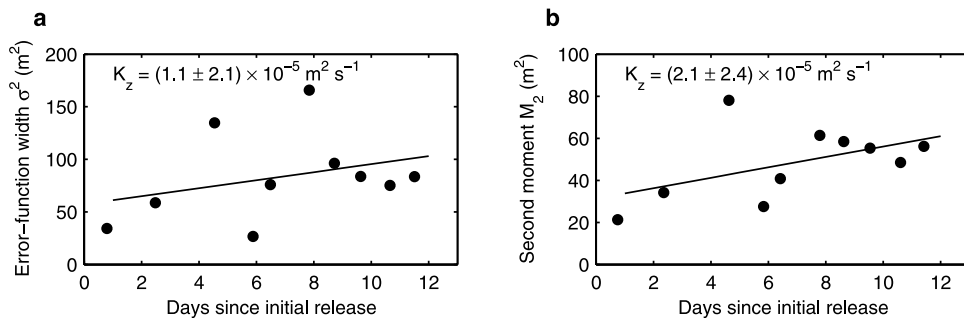 a
K_z = (1.1 ± 2.1) × 10⁻⁵ m² s⁻¹
Error−function width σ² (m²)
200
150
100
50
0
0 2 4 6 8 10 12
Days since initial release
b
K_z = (2.1 ± 2.4) × 10⁻⁵ m² s⁻¹
Second moment M₂ (m²)
100
80
60
40
20
0
0 2 4 6 8 10 12
Days since initial release